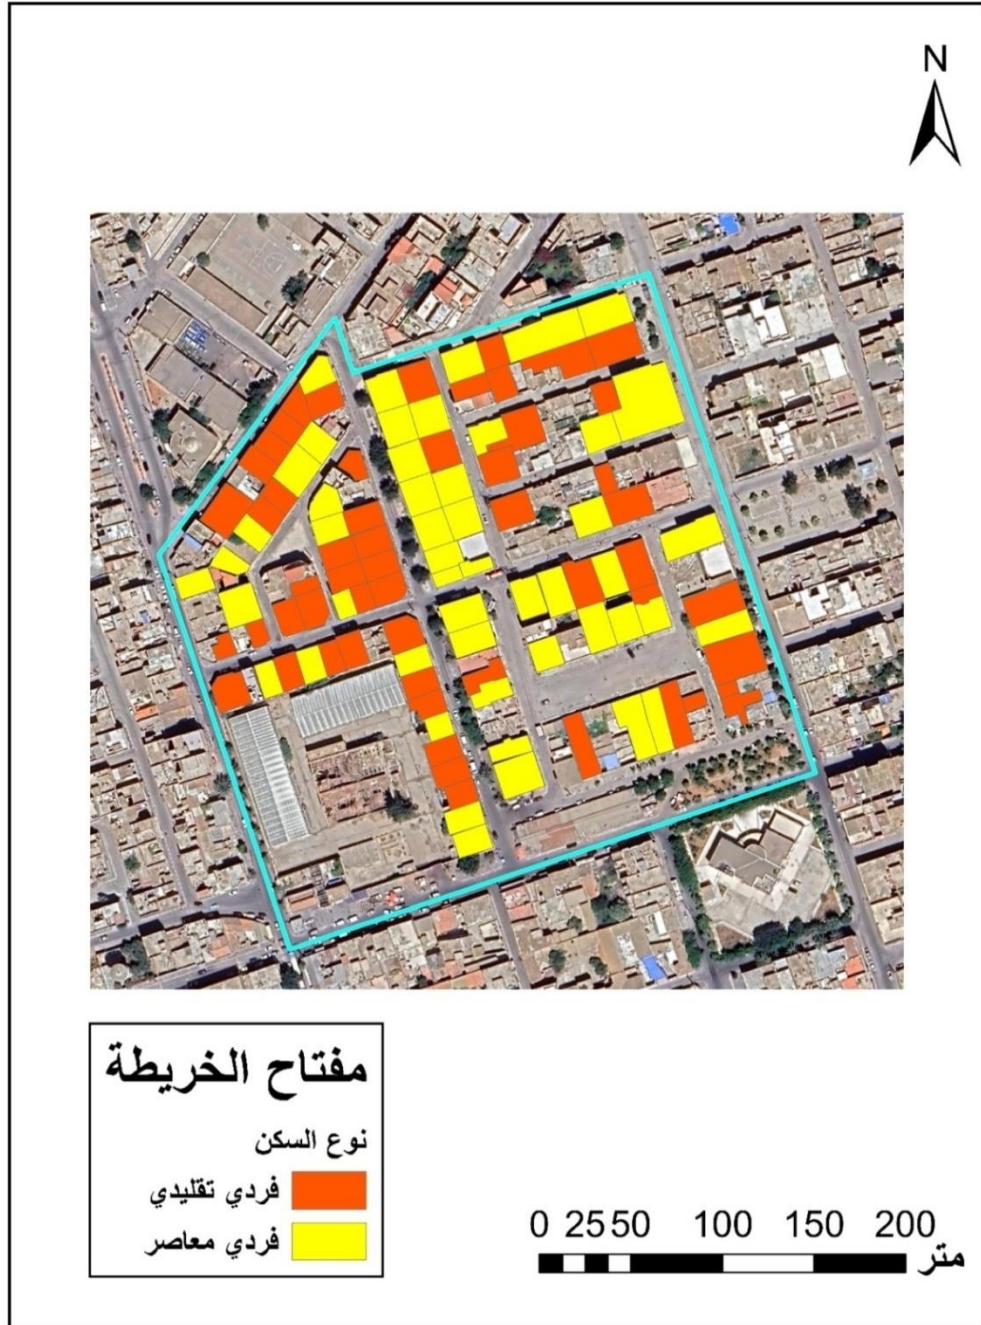 N
مفتاح الخريطة
نوع السكن
فردي تقليدي
فردي معاصر
0 25 50 100 150 200
متر